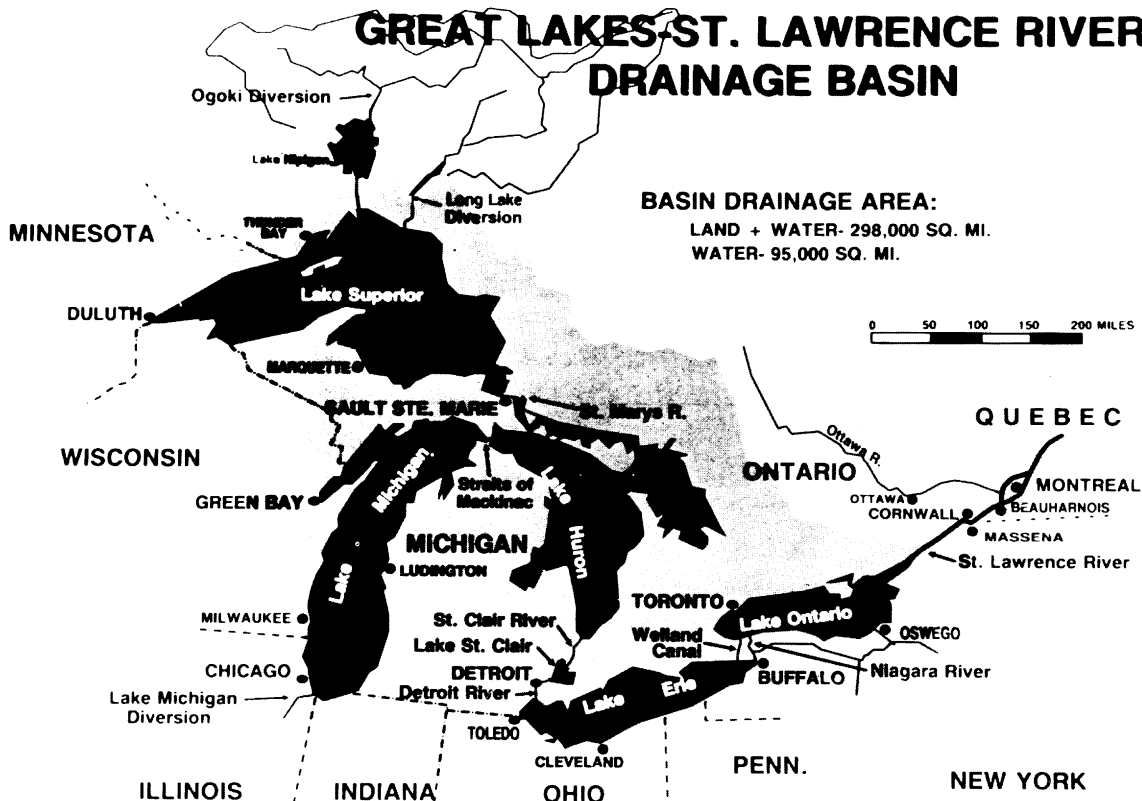 GREAT LAKES-ST. LAWRENCE RIVER
DRAINAGE BASIN
Ogoki Diversion
Lake Nipigon
Long Lake
Diversion
BASIN DRAINAGE AREA:
LAND + WATER- 298,000 SQ. MI.
WATER- 95,000 SQ. MI.
THUNDER
BAY
MINNESOTA
Lake Superior
DULUTH
0 50 100 150 200 MILES
MARQUETTE
SAULT STE. MARIE
St. Marys R.
QUEBEC
Ottawa R.
WISCONSIN
ONTARIO
Straits of
Mackinac
GREEN BAY
Lake Michigan
Lake Huron
MONTREAL
OTTAWA
CORNWALL
BEAUHARNOIS
MASSENA
MICHIGAN
LUDINGTON
St. Lawrence River
TORONTO
Lake Ontario
MILWAUKEE
St. Clair River
Welland
Canal
OSWEGO
Lake St. Clair
CHICAGO
DETROIT
BUFFALO
Niagara River
Detroit River
Lake Erie
Lake Michigan
Diversion
TOLEDO
CLEVELAND
PENN.
ILLINOIS
INDIANA
OHIO
NEW YORK